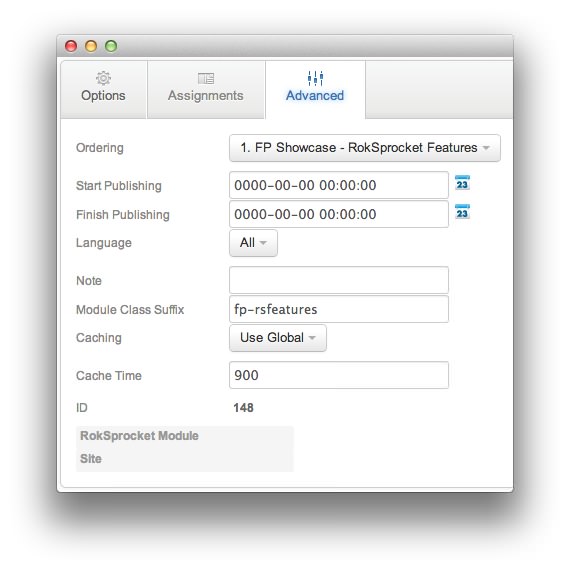 Options
Assignments
Advanced
Ordering
1. FP Showcase - RokSprocket Features
Start Publishing
0000-00-00 00:00:00
23
Finish Publishing
0000-00-00 00:00:00
23
Language
All
Note
Module Class Suffix
fp-rsfeatures
Caching
Use Global
Cache Time
900
ID
148
RokSprocket Module
Site